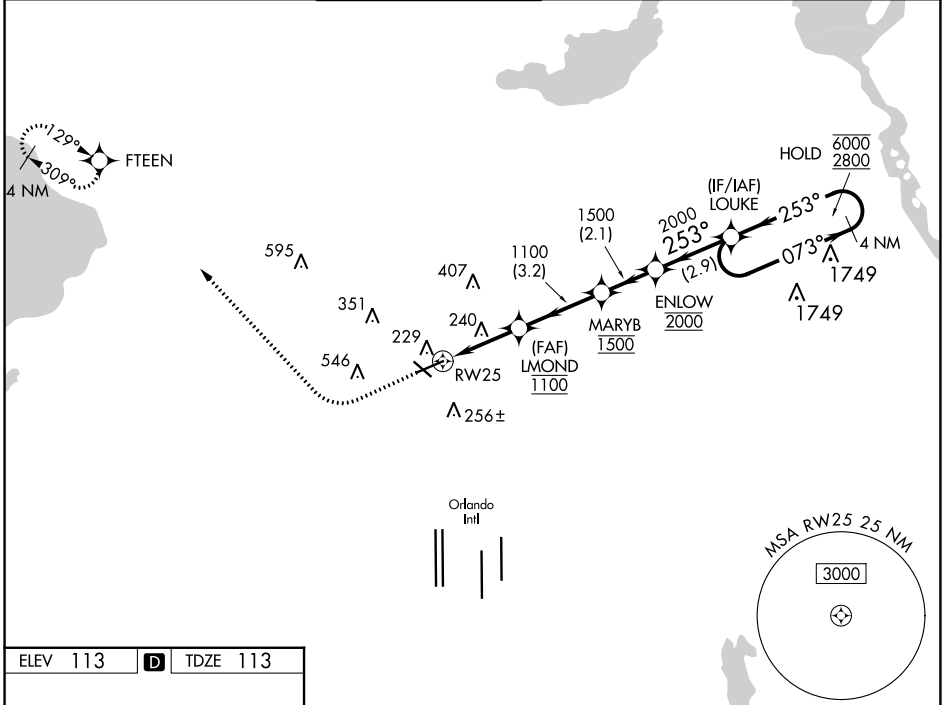 129°
309°
4 NM
FTEEN
HOLD
6000
2800
(IF/IAF)
LOUKE
253°
073°
4 NM
1749
1749
2000
253°
(2.9)
ENLOW
2000
1500
(2.1)
MARYB
1500
1100
(3.2)
(FAF)
LMOND
1100
RW25
595
407
351
240
229
546
256±
Orlando
Intl
MSA RW25 25 NM
3000
ELEV 113
D
TDZE 113